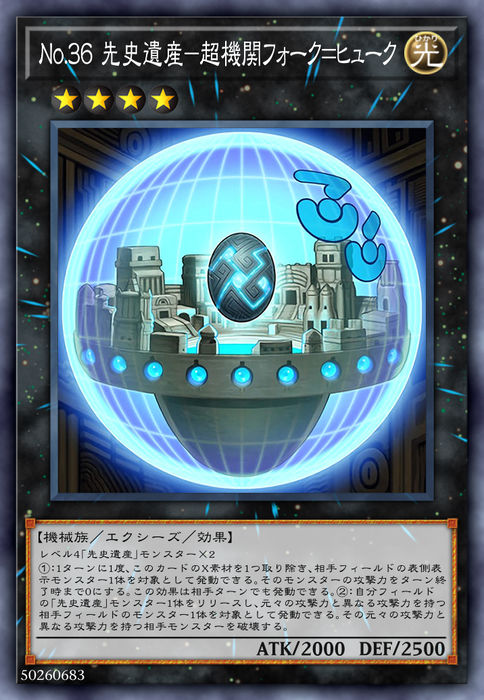 No.36 先史遺産-超機関フォーク=ヒューク
ひかり
光
【機械族／エクシーズ／効果】
レベル4「先史遺産」モンスター×2
①：1ターンに1度、このカードのX素材を1つ取り除き、相手フィールドの表側表
示モンスター1体を対象として発動できる。そのモンスターの攻撃力をターン終
了時まで0にする。この効果は相手ターンでも発動できる。②：自分フィールド
の「先史遺産」モンスター1体をリリースし、元々の攻撃力と異なる攻撃力を持つ
相手フィールドのモンスター1体を対象として発動できる。その元々の攻撃力と
異なる攻撃力を持つ相手モンスターを破壊する。
ATK/2000 DEF/2500
50260683